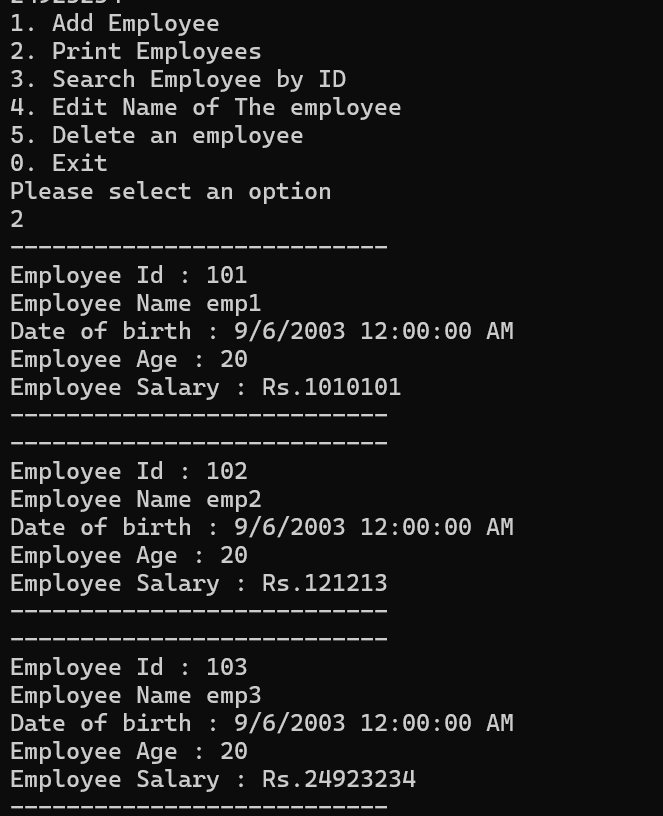 1. Add Employee
2. Print Employees
3. Search Employee by ID
4. Edit Name of The employee
5. Delete an employee
0. Exit
Please select an option
2
---------------------------
Employee Id : 101
Employee Name emp1
Date of birth : 9/6/2003 12:00:00 AM
Employee Age : 20
Employee Salary : Rs.1010101
---------------------------
---------------------------
Employee Id : 102
Employee Name emp2
Date of birth : 9/6/2003 12:00:00 AM
Employee Age : 20
Employee Salary : Rs.121213
---------------------------
---------------------------
Employee Id : 103
Employee Name emp3
Date of birth : 9/6/2003 12:00:00 AM
Employee Age : 20
Employee Salary : Rs.24923234
---------------------------